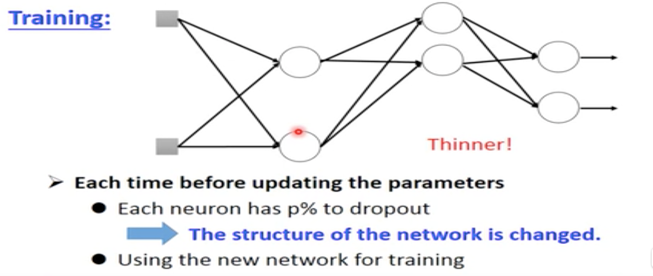 Training:
Thinner!
➢ Each time before updating the parameters
● Each neuron has p% to dropout
The structure of the network is changed.
● Using the new network for training